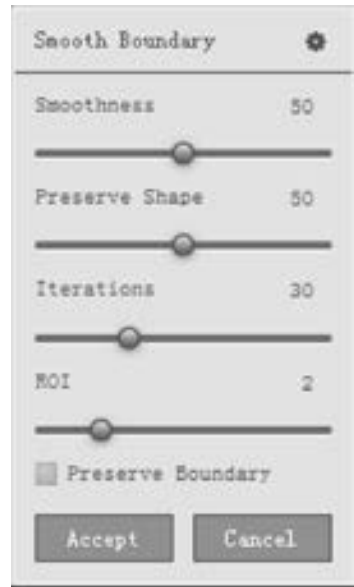 Smooth Boundary
Smoothness 50
Preserve Shape 50
Iterations 30
ROI 2
Preserve Boundary
Accept Cancel